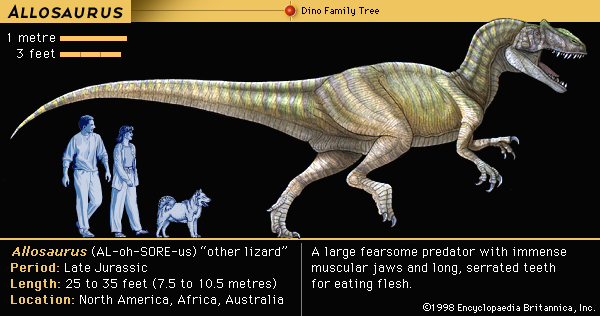 ALLOSAURUS
Dino Family Tree
1 metre
3 feet
Allosaurus (AL-oh-SORE-us) “other lizard”
Period: Late Jurassic
Length: 25 to 35 feet (7.5 to 10.5 metres)
Location: North America, Africa, Australia
A large fearsome predator with immense
muscular jaws and long, serrated teeth
for eating flesh.
©1998 Encyclopaedia Britannica, Inc.